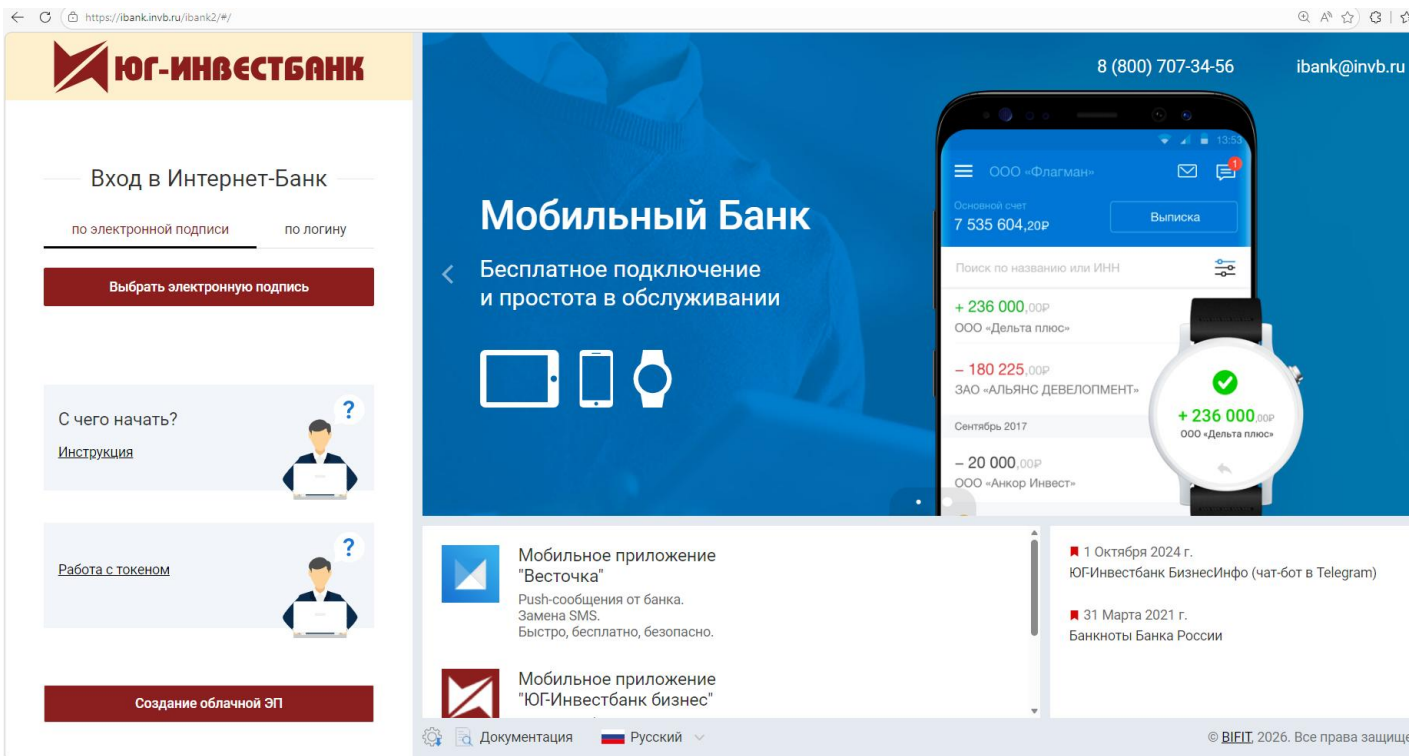 https://ibank.invb.ru/ibank2/#/
ЮГ-ИНВЕСТБАНК
Вход в Интернет-Банк
по электронной подписи
по логину
Выбрать электронную подпись
С чего начать?
Инструкция
?
Работа с токеном
?
Создание облачной ЭП
8 (800) 707-34-56
ibank@invb.ru
Мобильный Банк
Бесплатное подключение
и простота в обслуживании
13:53
ООО «Флагман»
1
Основной счет
7 535 604,20₽
Выписка
Поиск по названию или ИНН
+ 236 000,00₽
ООО «Дельта плюс»
– 180 225,00₽
ЗАО «АЛЬЯНС ДЕВЕЛОПМЕНТ»
Сентябрь 2017
– 20 000,00₽
ООО «Анкор Инвест»
+ 236 000,00₽
ООО «Дельта плюс»
Мобильное приложение
"Весточка"
Push-сообщения от банка.
Замена SMS.
Быстро, бесплатно, безопасно.
Мобильное приложение
"ЮГ-Инвестбанк бизнес"
1 Октября 2024 г.
ЮГ-Инвестбанк БизнесИнфо (чат-бот в Telegram)
31 Марта 2021 г.
Банкноты Банка России
Документация
Русский
© BIFIT, 2026. Все права защище